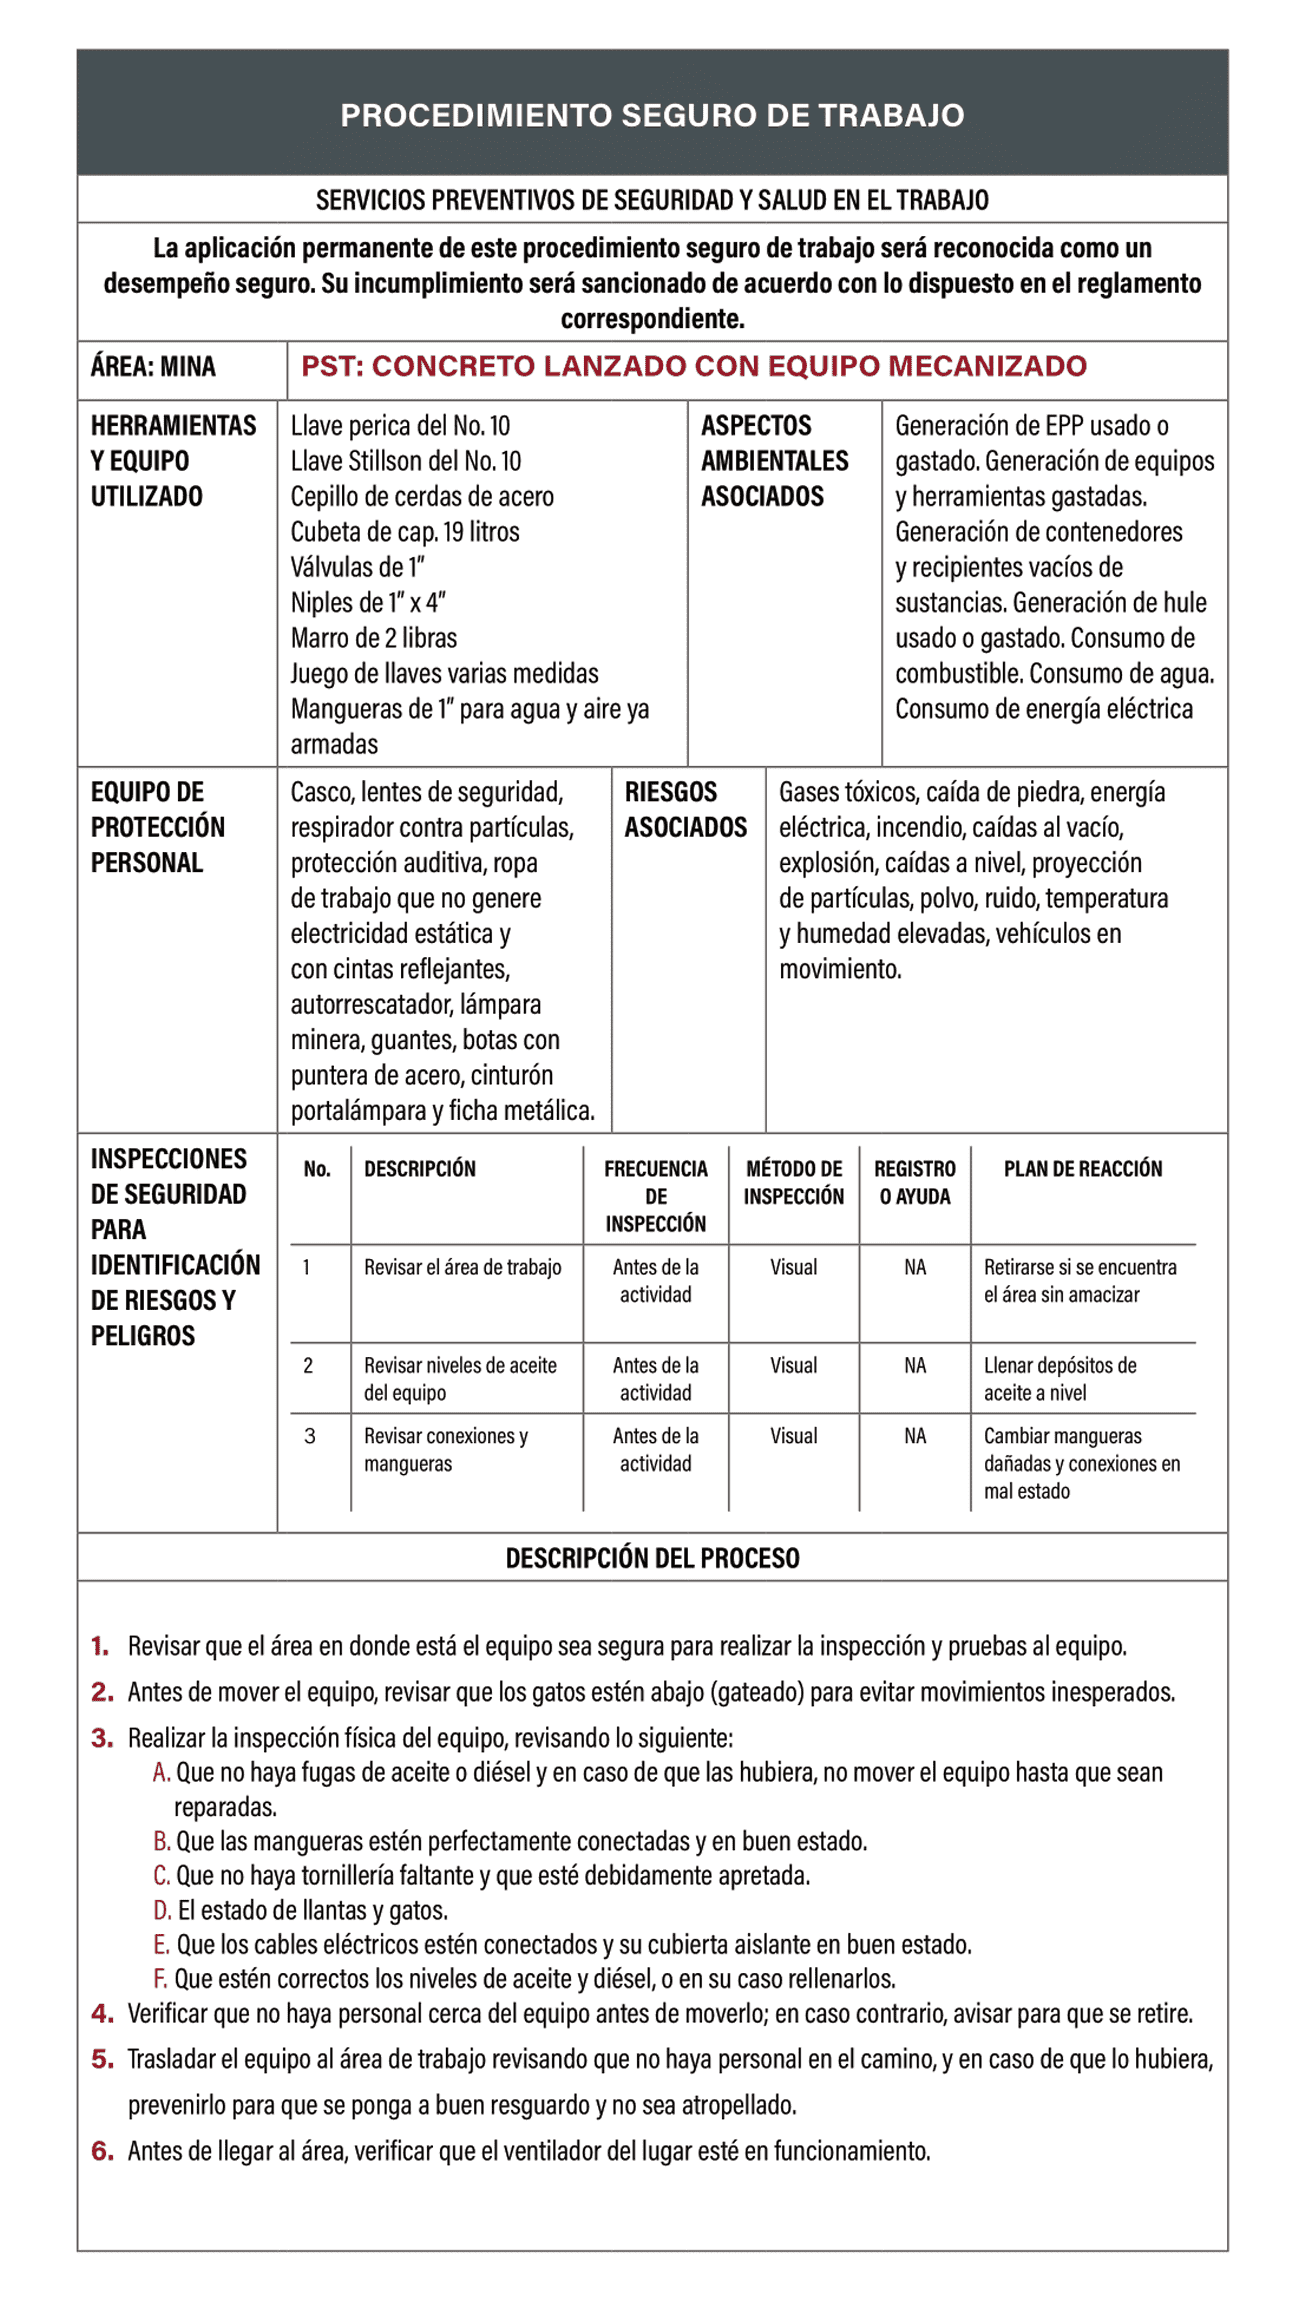 PROCEDIMIENTO SEGURO DE TRABAJO
SERVICIOS PREVENTIVOS DE SEGURIDAD Y SALUD EN EL TRABAJO
La aplicación permanente de este procedimiento seguro de trabajo será reconocida como un
desempeño seguro. Su incumplimiento será sancionado de acuerdo con lo dispuesto en el reglamento
correspondiente.
ÁREA: MINA
PST: CONCRETO LANZADO CON EQUIPO MECANIZADO
HERRAMIENTAS
Y EQUIPO
UTILIZADO
Llave perica del No. 10
Llave Stillson del No. 10
Cepillo de cerdas de acero
Cubeta de cap. 19 litros
Válvulas de 1”
Niples de 1” x 4”
Marro de 2 libras
Juego de llaves varias medidas
Mangueras de 1” para agua y aire ya
armadas
ASPECTOS
AMBIENTALES
ASOCIADOS
Generación de EPP usado o
gastado. Generación de equipos
y herramientas gastadas.
Generación de contenedores
y recipientes vacíos de
sustancias. Generación de hule
usado o gastado. Consumo de
combustible. Consumo de agua.
Consumo de energía eléctrica
EQUIPO DE
PROTECCIÓN
PERSONAL
Casco, lentes de seguridad,
respirador contra partículas,
protección auditiva, ropa
de trabajo que no genere
electricidad estática y
con cintas reflejantes,
autorrescatador, lámpara
minera, guantes, botas con
puntera de acero, cinturón
portalámpara y ficha metálica.
RIESGOS
ASOCIADOS
Gases tóxicos, caída de piedra, energía
eléctrica, incendio, caídas al vacío,
explosión, caídas a nivel, proyección
de partículas, polvo, ruido, temperatura
y humedad elevadas, vehículos en
movimiento.
INSPECCIONES
DE SEGURIDAD
PARA
IDENTIFICACIÓN
DE RIESGOS Y
PELIGROS
No.
DESCRIPCIÓN
FRECUENCIA
DE
INSPECCIÓN
MÉTODO DE
INSPECCIÓN
REGISTRO
O AYUDA
PLAN DE REACCIÓN
1
Revisar el área de trabajo
Antes de la
actividad
Visual
NA
Retirarse si se encuentra
el área sin amacizar
2
Revisar niveles de aceite
del equipo
Antes de la
actividad
Visual
NA
Llenar depósitos de
aceite a nivel
3
Revisar conexiones y
mangueras
Antes de la
actividad
Visual
NA
Cambiar mangueras
dañadas y conexiones en
mal estado
DESCRIPCIÓN DEL PROCESO
1. Revisar que el área en donde está el equipo sea segura para realizar la inspección y pruebas al equipo.
2. Antes de mover el equipo, revisar que los gatos estén abajo (gateado) para evitar movimientos inesperados.
3. Realizar la inspección física del equipo, revisando lo siguiente:
A. Que no haya fugas de aceite o diésel y en caso de que las hubiera, no mover el equipo hasta que sean
reparadas.
B. Que las mangueras estén perfectamente conectadas y en buen estado.
C. Que no haya tornillería faltante y que esté debidamente apretada.
D. El estado de llantas y gatos.
E. Que los cables eléctricos estén conectados y su cubierta aislante en buen estado.
F. Que estén correctos los niveles de aceite y diésel, o en su caso rellenarlos.
4. Verificar que no haya personal cerca del equipo antes de moverlo; en caso contrario, avisar para que se retire.
5. Trasladar el equipo al área de trabajo revisando que no haya personal en el camino, y en caso de que lo hubiera,
prevenirlo para que se ponga a buen resguardo y no sea atropellado.
6. Antes de llegar al área, verificar que el ventilador del lugar esté en funcionamiento.